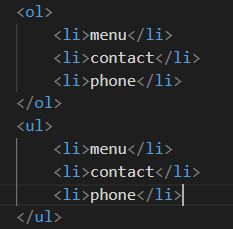 <ol>
    <li>menu</li>
    <li>contact</li>
    <li>phone</li>
</ol>
<ul>
    <li>menu</li>
    <li>contact</li>
    <li>phone</li>
</ul>